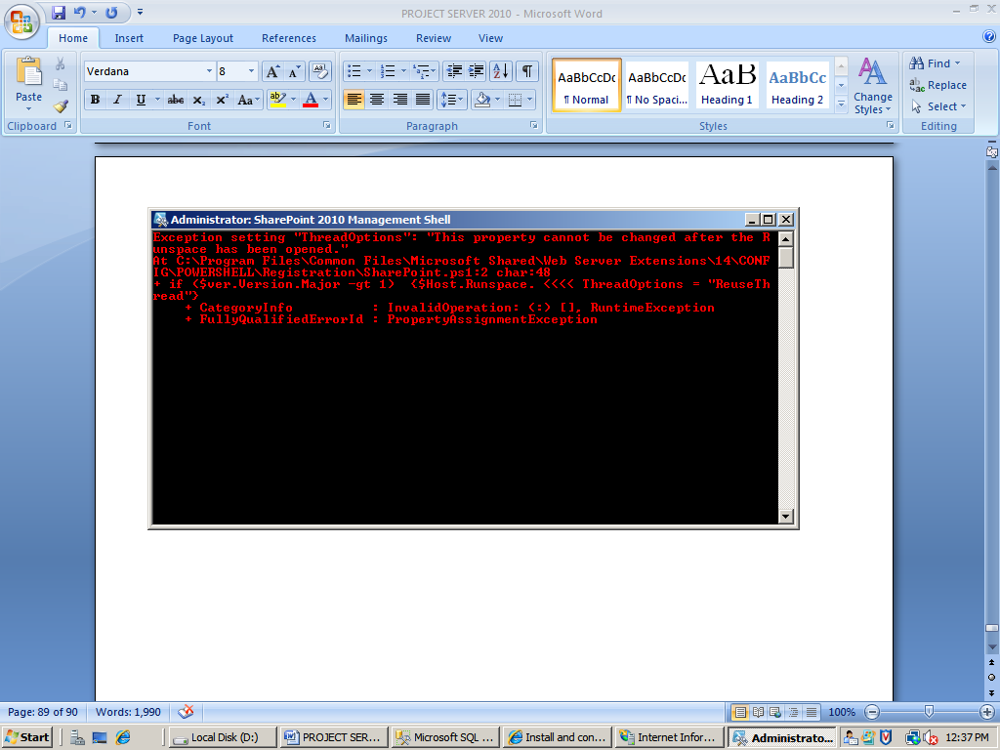 PROJECT SERVER 2010 - Microsoft Word
Home Insert Page Layout References Mailings Review View
Paste
Clipboard
Verdana 8
B I U abc X₂ X² Aa ab A
Font
Paragraph
AaBbCcDc AaBbCcDc AaB AaBbCc
¶ Normal ¶ No Spaci... Heading 1 Heading 2
Change Styles
Styles
Find
Replace
Select
Editing
Administrator: SharePoint 2010 Management Shell
Exception setting "ThreadOptions": "This property cannot be changed after the R
unspace has been opened."
At C:\Program Files\Common Files\Microsoft Shared\Web Server Extensions\14\CONF
IG\POWERSHELL\Registration\SharePoint.ps1:2 char:48
+ if ($ver.Version.Major -gt 1)  {$Host.Runspace. <<<< ThreadOptions = "ReuseTh
read"}
+ CategoryInfo : InvalidOperation: (:) [], RuntimeException
+ FullyQualifiedErrorId : PropertyAssignmentException
Page: 89 of 90 Words: 1,990 100%
Start Local Disk (D:) PROJECT SER... Microsoft SQL ... Install and con... Internet Infor... Administrato... 12:37 PM